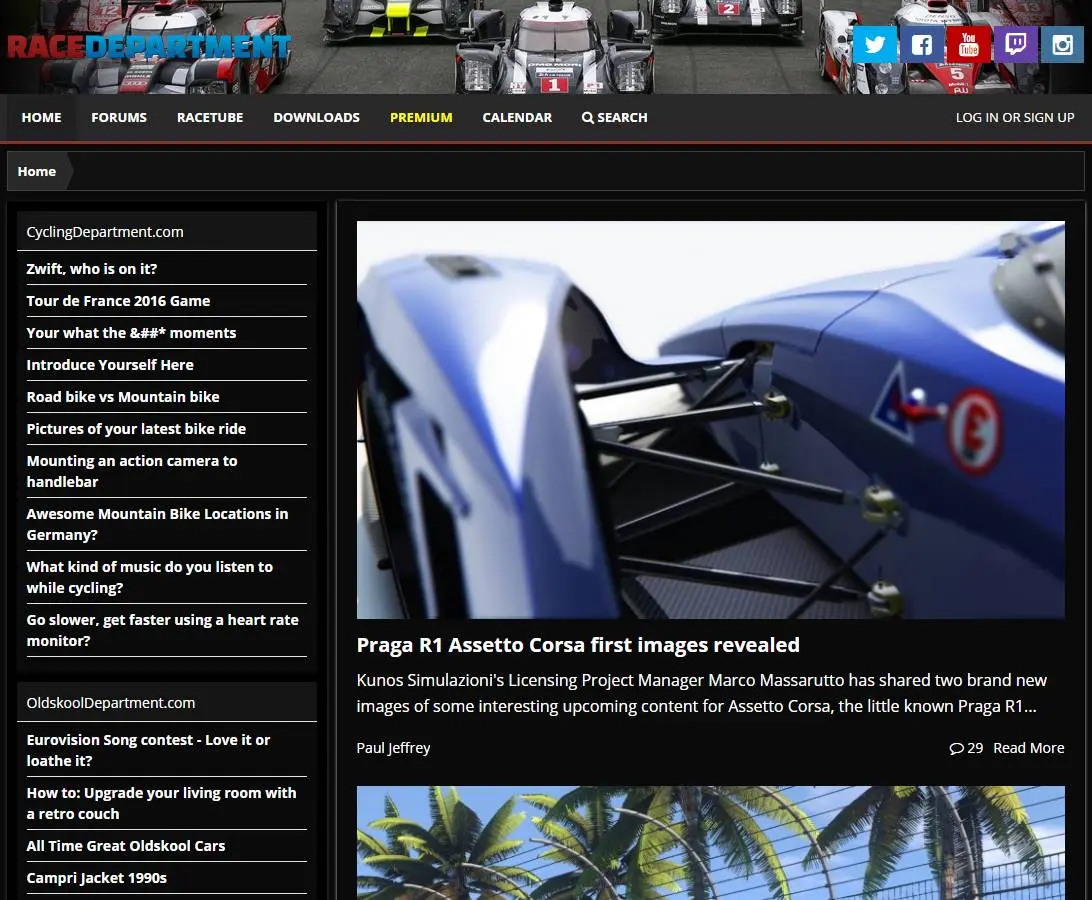 RACEDEPARTMENT
1
2
5
You
Tube
HOME FORUMS RACETUBE DOWNLOADS PREMIUM CALENDAR SEARCH LOG IN OR SIGN UP
Home
CyclingDepartment.com
Zwift, who is on it?
Tour de France 2016 Game
Your what the &##* moments
Introduce Yourself Here
Road bike vs Mountain bike
Pictures of your latest bike ride
Mounting an action camera to
handlebar
Awesome Mountain Bike Locations in
Germany?
What kind of music do you listen to
while cycling?
Go slower, get faster using a heart rate
monitor?
OldskoolDepartment.com
Eurovision Song contest - Love it or
loathe it?
How to: Upgrade your living room with
a retro couch
All Time Great Oldskool Cars
Campri Jacket 1990s
E
Praga R1 Assetto Corsa first images revealed
Kunos Simulazioni's Licensing Project Manager Marco Massarutto has shared two brand new
images of some interesting upcoming content for Assetto Corsa, the little known Praga R1...
Paul Jeffrey 29 Read More